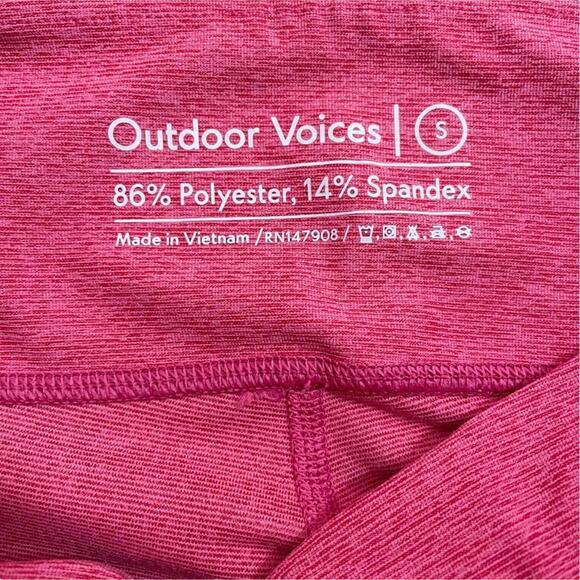 Outdoor Voices | S
86% Polyester, 14% Spandex
Made in Vietnam / RN147908 /